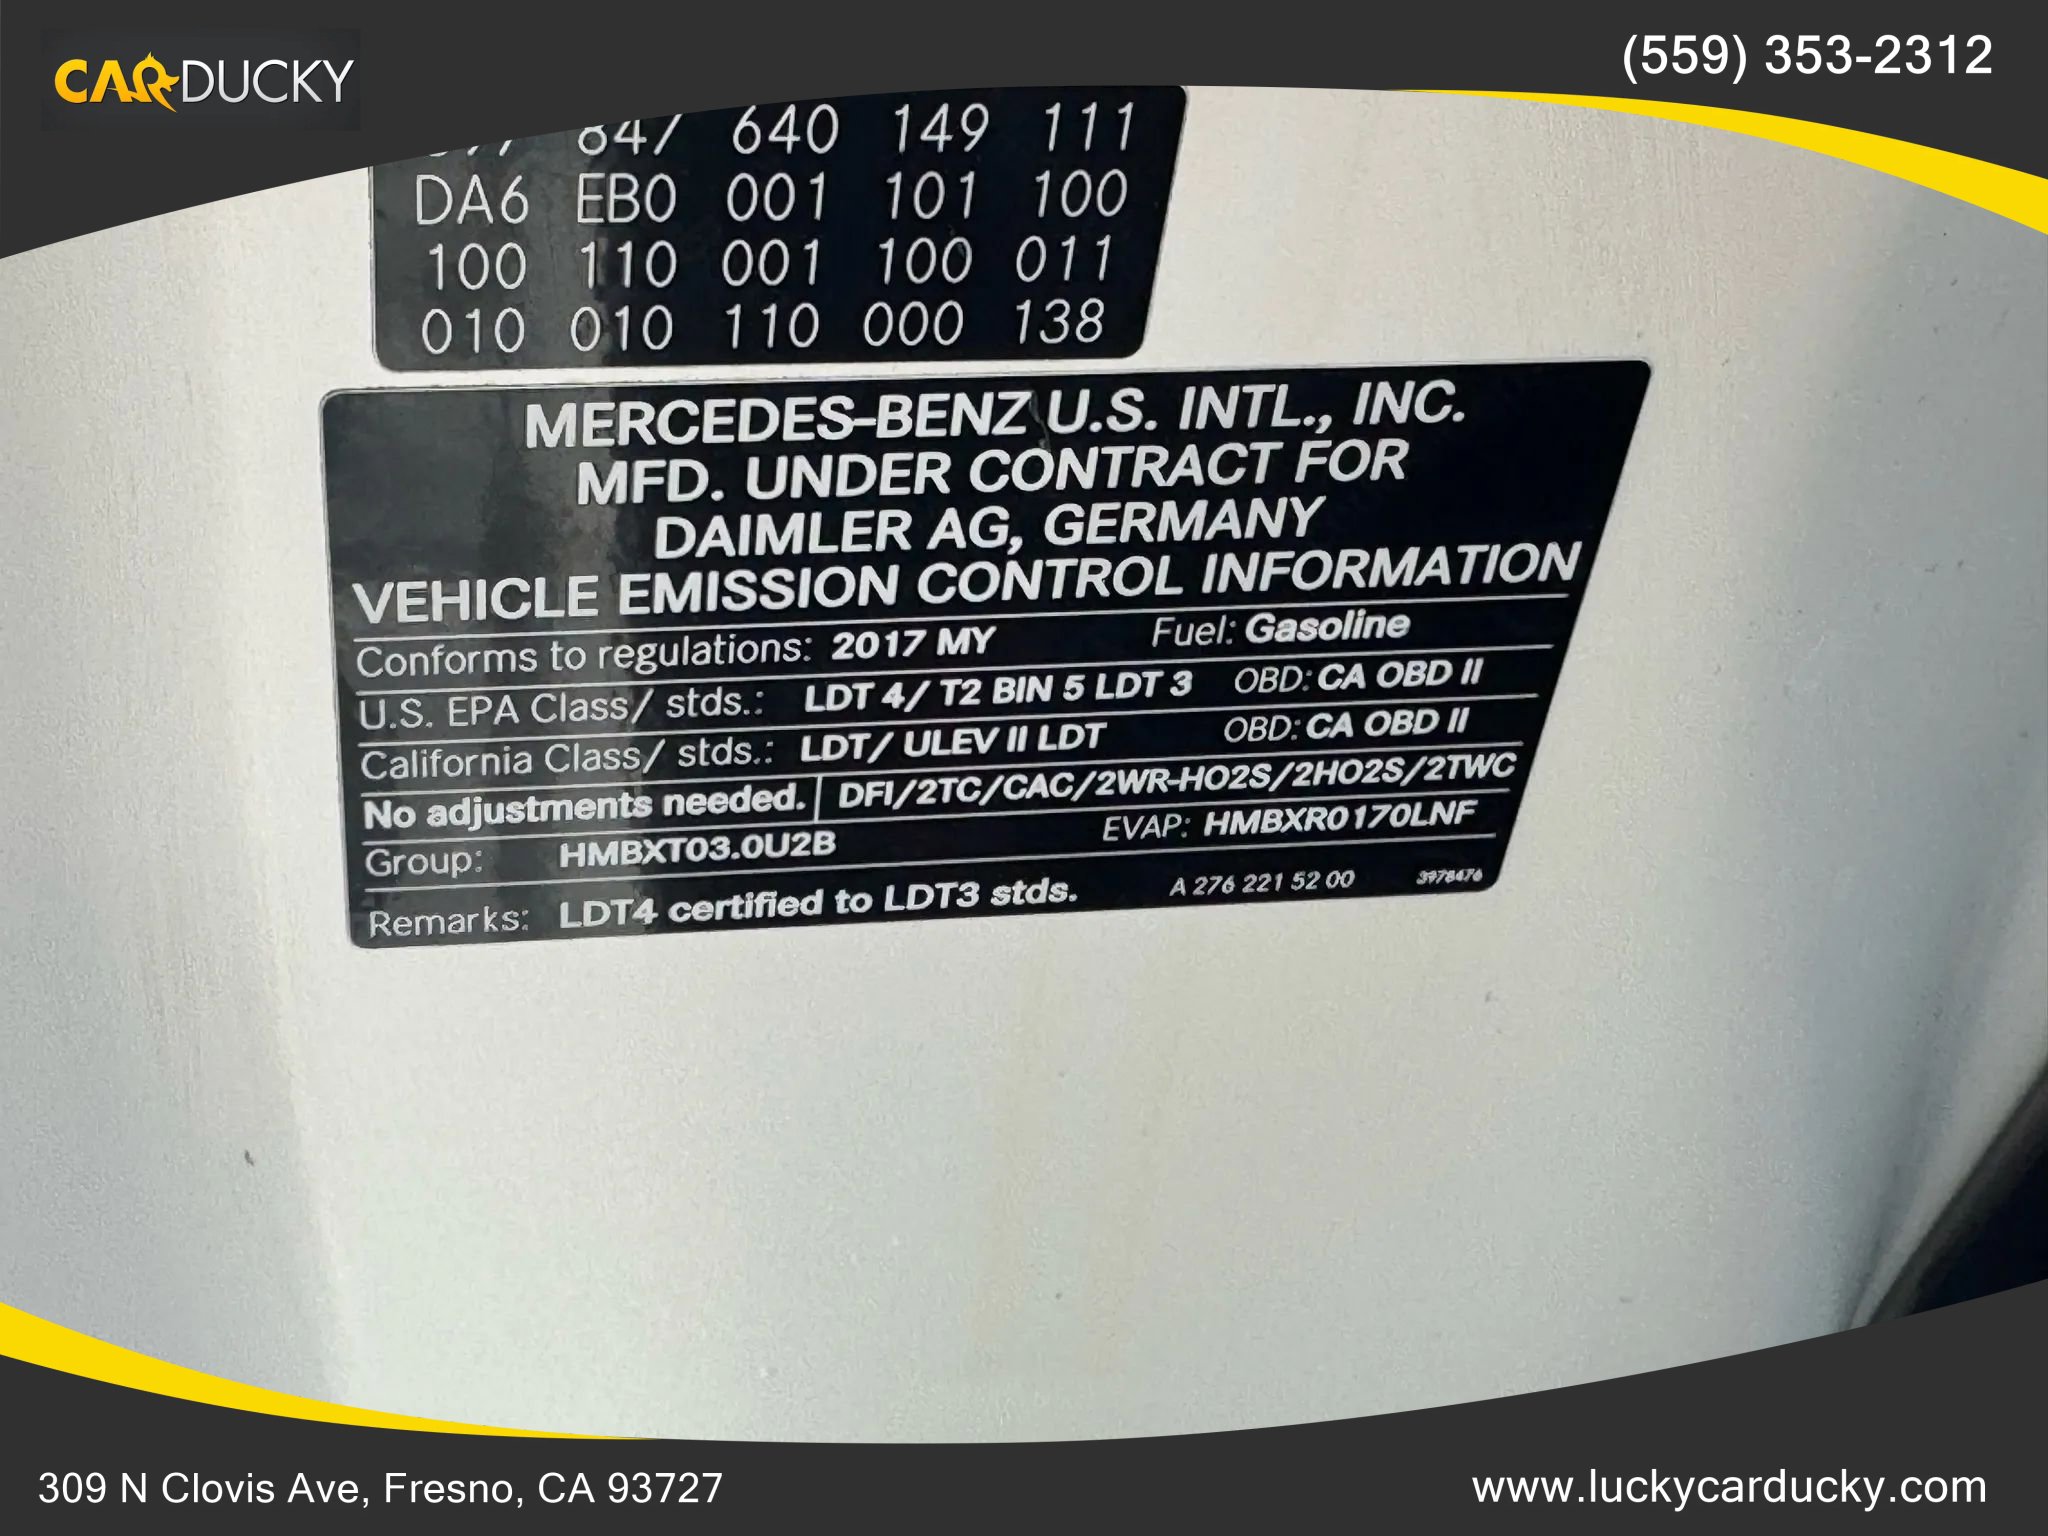 CARDUCKY
(559) 353-2312
847 640 149 111
DA6 EB0 001 101 100
100 110 001 100 011
010 010 110 000 138
MERCEDES-BENZ U.S. INTL., INC.
MFD. UNDER CONTRACT FOR
DAIMLER AG, GERMANY
VEHICLE EMISSION CONTROL INFORMATION
Conforms to regulations: 2017 MY Fuel: Gasoline
U.S. EPA Class/ stds.: LDT 4/ T2 BIN 5 LDT 3 OBD: CA OBD II
California Class/ stds.: LDT/ ULEV II LDT OBD: CA OBD II
No adjustments needed. DFI/2TC/CAC/2WR-HO2S/2HO2S/2TWC
Group: HMBXT03.0U2B EVAP: HMBXR0170LNF
Remarks: LDT4 certified to LDT3 stds. A 276 221 52 00 3978476
309 N Clovis Ave, Fresno, CA 93727
www.luckycarducky.com